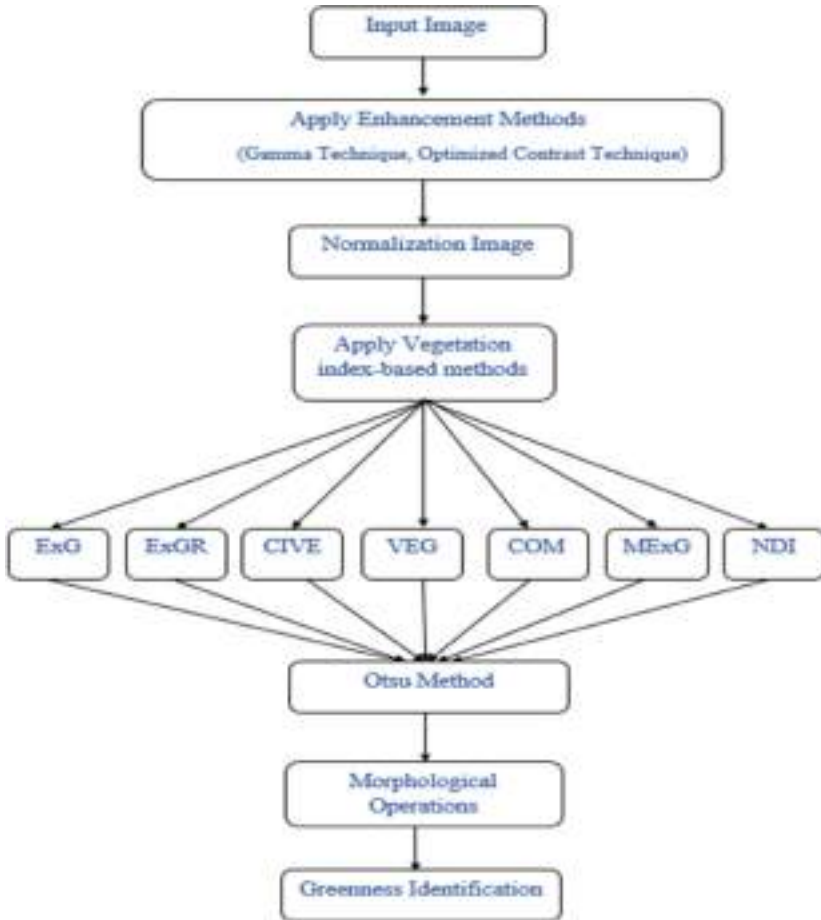 Input Image
Apply Enhancement Methods
(Gamma Technique, Optimized Contrast Technique)
Normalization Image
Apply Vegetation
index-based methods
ExG
ExGR
CIVE
VEG
COM
MExG
NDI
Otsu Method
Morphological
Operations
Greenness Identification